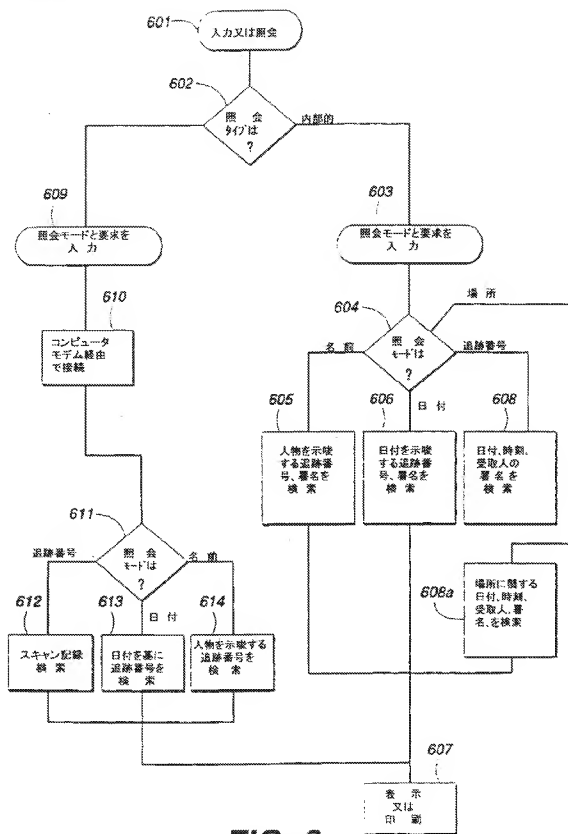 601
入力又は照会
602
照 会
タイプは
?
内部的
609
照会モードと要求を
入 力
603
照会モードと要求を
入 力
610
コンピュータ
モデム経由
で接続
場 所
604
照 会
モードは
?
名 前
追跡番号
日 付
605
人物を示唆
する追跡番
号、署名を
検 索
606
日付を示唆
する追跡番
号、署名を
検 索
608
日付、時刻、
受取人の
署 名 を
検 索
611
照 会
モードは
?
追跡番号
名 前
日 付
612
スキャン記録
検 索
613
日付を基に
追跡番号を
検 索
614
人物を示唆する
追跡番号を
検 索
608a
場所に関する
日付、時刻、
受取人、署
名、を検索
607
表 示
又は
印 刷